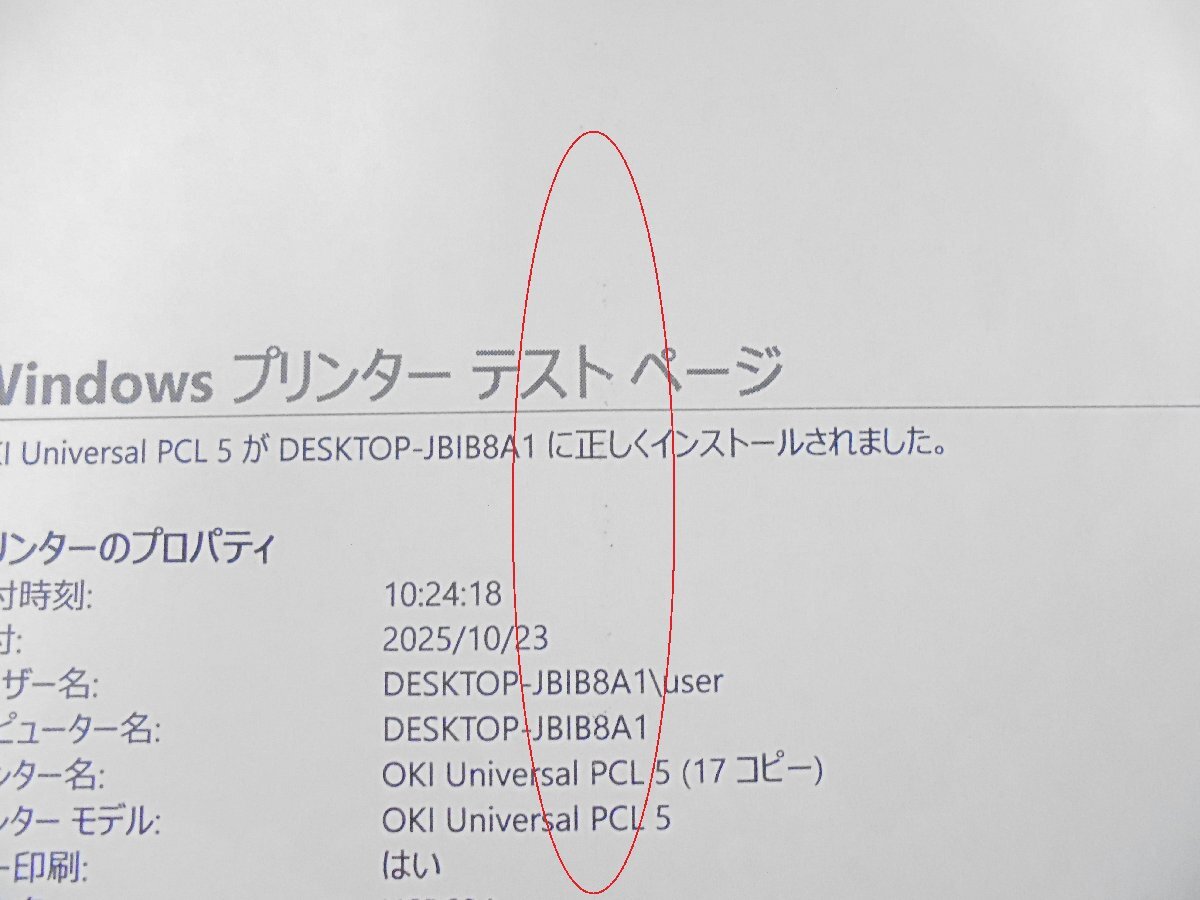 Windows プリンター テスト ページ
KI Universal PCL 5 が DESKTOP-JBIB8A1 に正しくインストールされました。
リンターのプロパティ
付時刻: 10:24:18
付: 2025/10/23
ザー名: DESKTOP-JBIB8A1\user
ピューター名: DESKTOP-JBIB8A1
ンター名: OKI Universal PCL 5 (17 コピー)
ンター モデル: OKI Universal PCL 5
ー印刷: はい